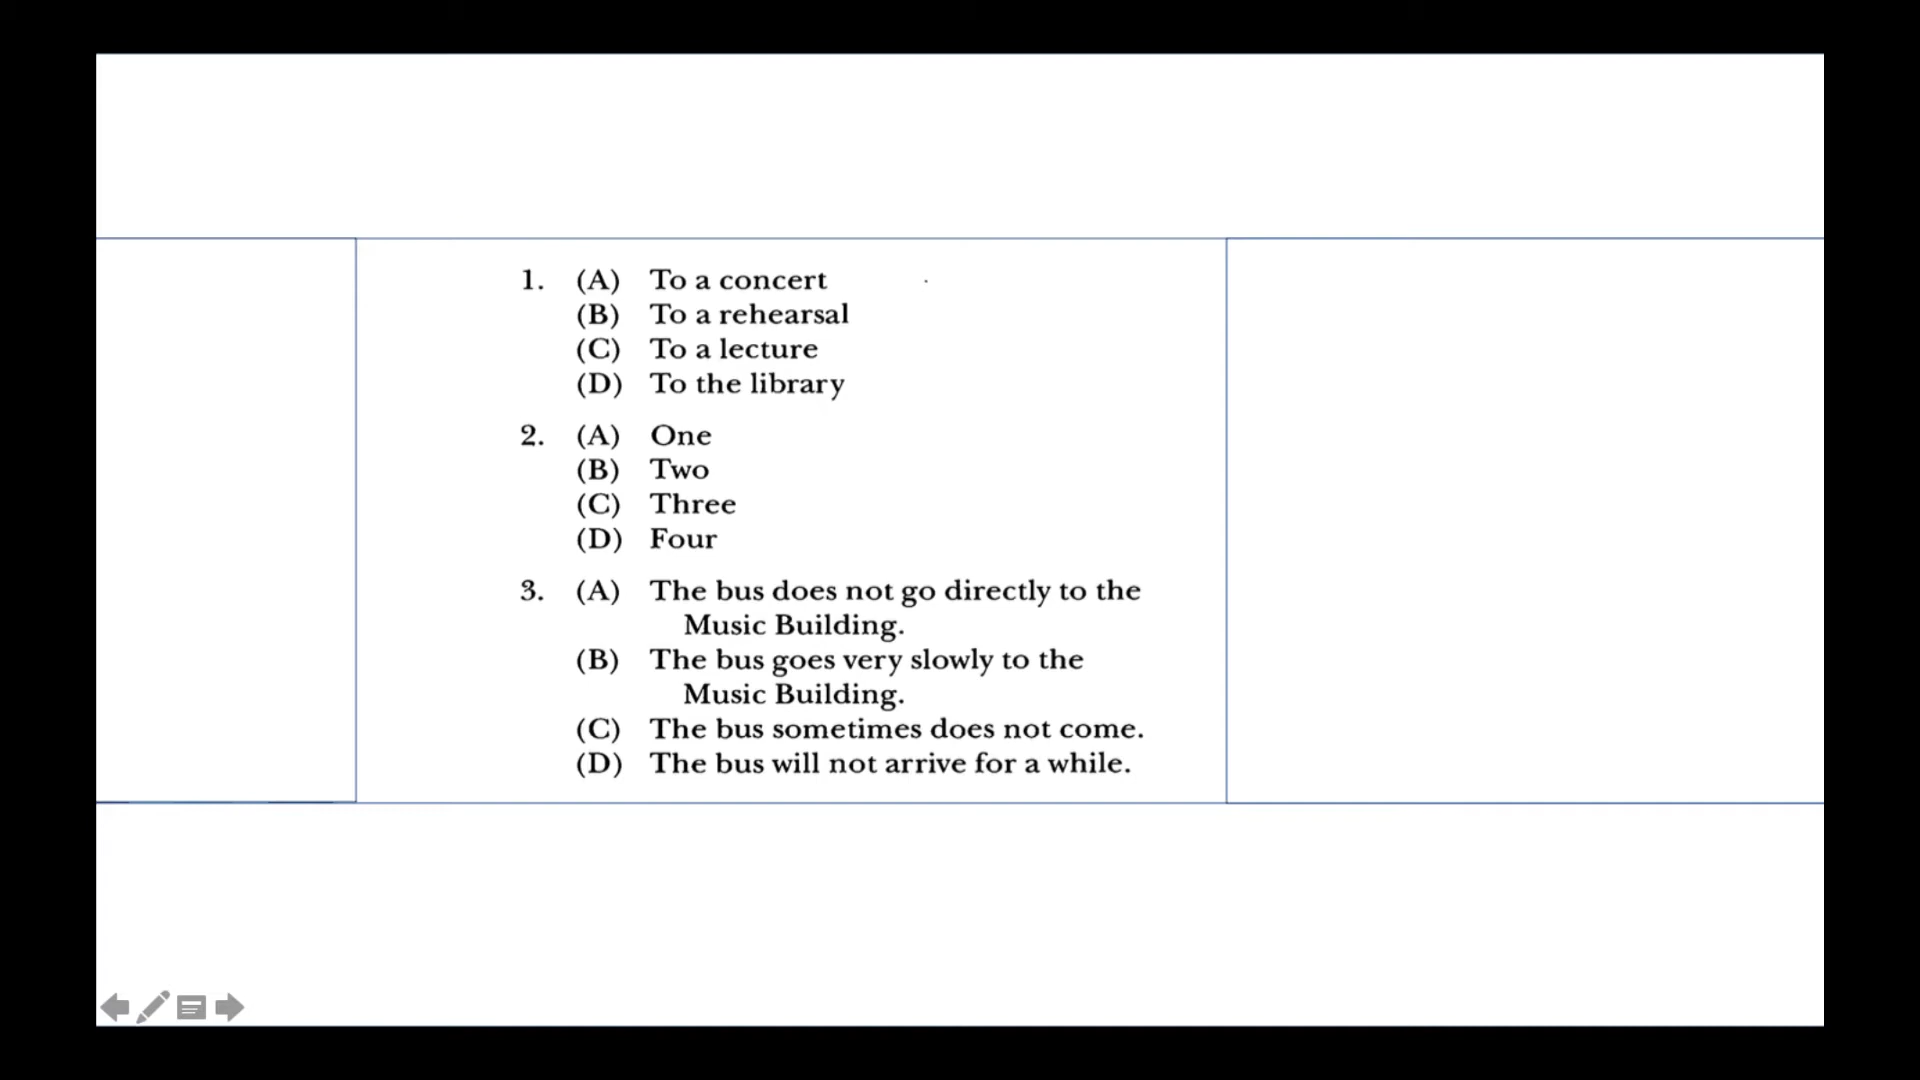 1. (A) To a concert
(B) To a rehearsal
(C) To a lecture
(D) To the library
2. (A) One
(B) Two
(C) Three
(D) Four
3. (A) The bus does not go directly to the
Music Building.
(B) The bus goes very slowly to the
Music Building.
(C) The bus sometimes does not come.
(D) The bus will not arrive for a while.